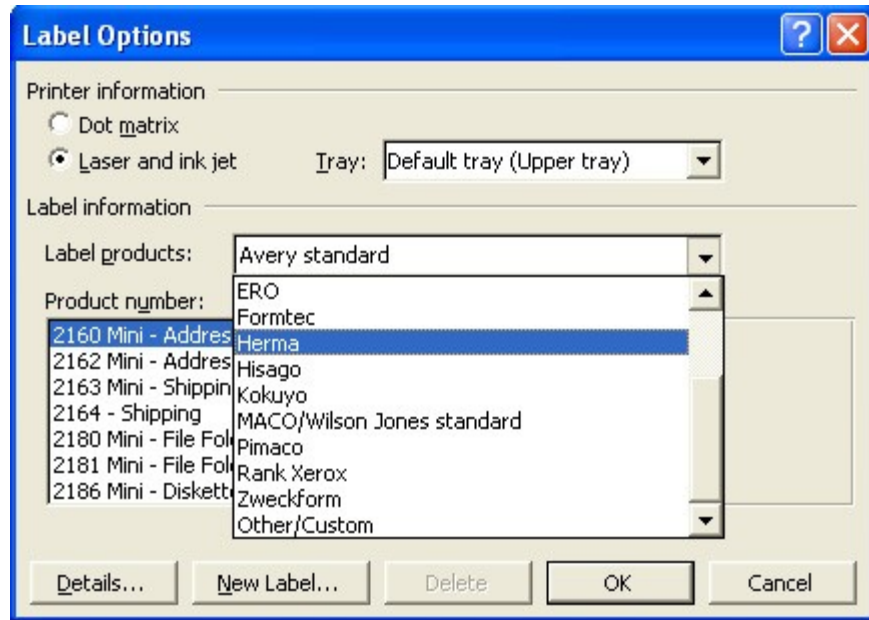 Label Options
Printer information
Dot matrix
Laser and ink jet Tray: Default tray (Upper tray)
Label information
Label products: Avery standard
Product number:
ERO
Formtec
Herma
Hisago
Kokuyo
MACO/Wilson Jones standard
Pimaco
Rank Xerox
Zweckform
Other/Custom
2160 Mini - Addres
2162 Mini - Addres
2163 Mini - Shippin
2164 - Shipping
2180 Mini - File Fol
2181 Mini - File Fol
2186 Mini - Diskett
Details... New Label... Delete OK Cancel